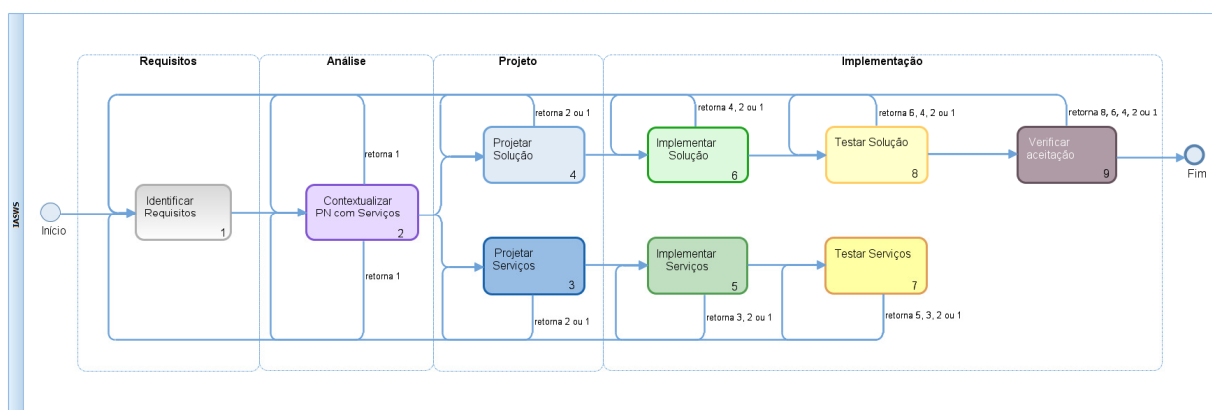 Requisitos
Análise
Projeto
Implementação
IASWS
Início
Identificar
Requisitos
1
retorna 1
Contextualizar
PN com Serviços
2
retorna 1
retorna 2 ou 1
Projetar
Solução
4
Projetar
Serviços
3
retorna 2 ou 1
retorna 4, 2 ou 1
Implementar
Solução
6
Implementar
Serviços
5
retorna 3, 2 ou 1
retorna 6, 4, 2 ou 1
Testar Solução
8
Testar Serviços
7
retorna 5, 3, 2 ou 1
retorna 8, 6, 4, 2 ou 1
Verificar
aceitação
9
Fim